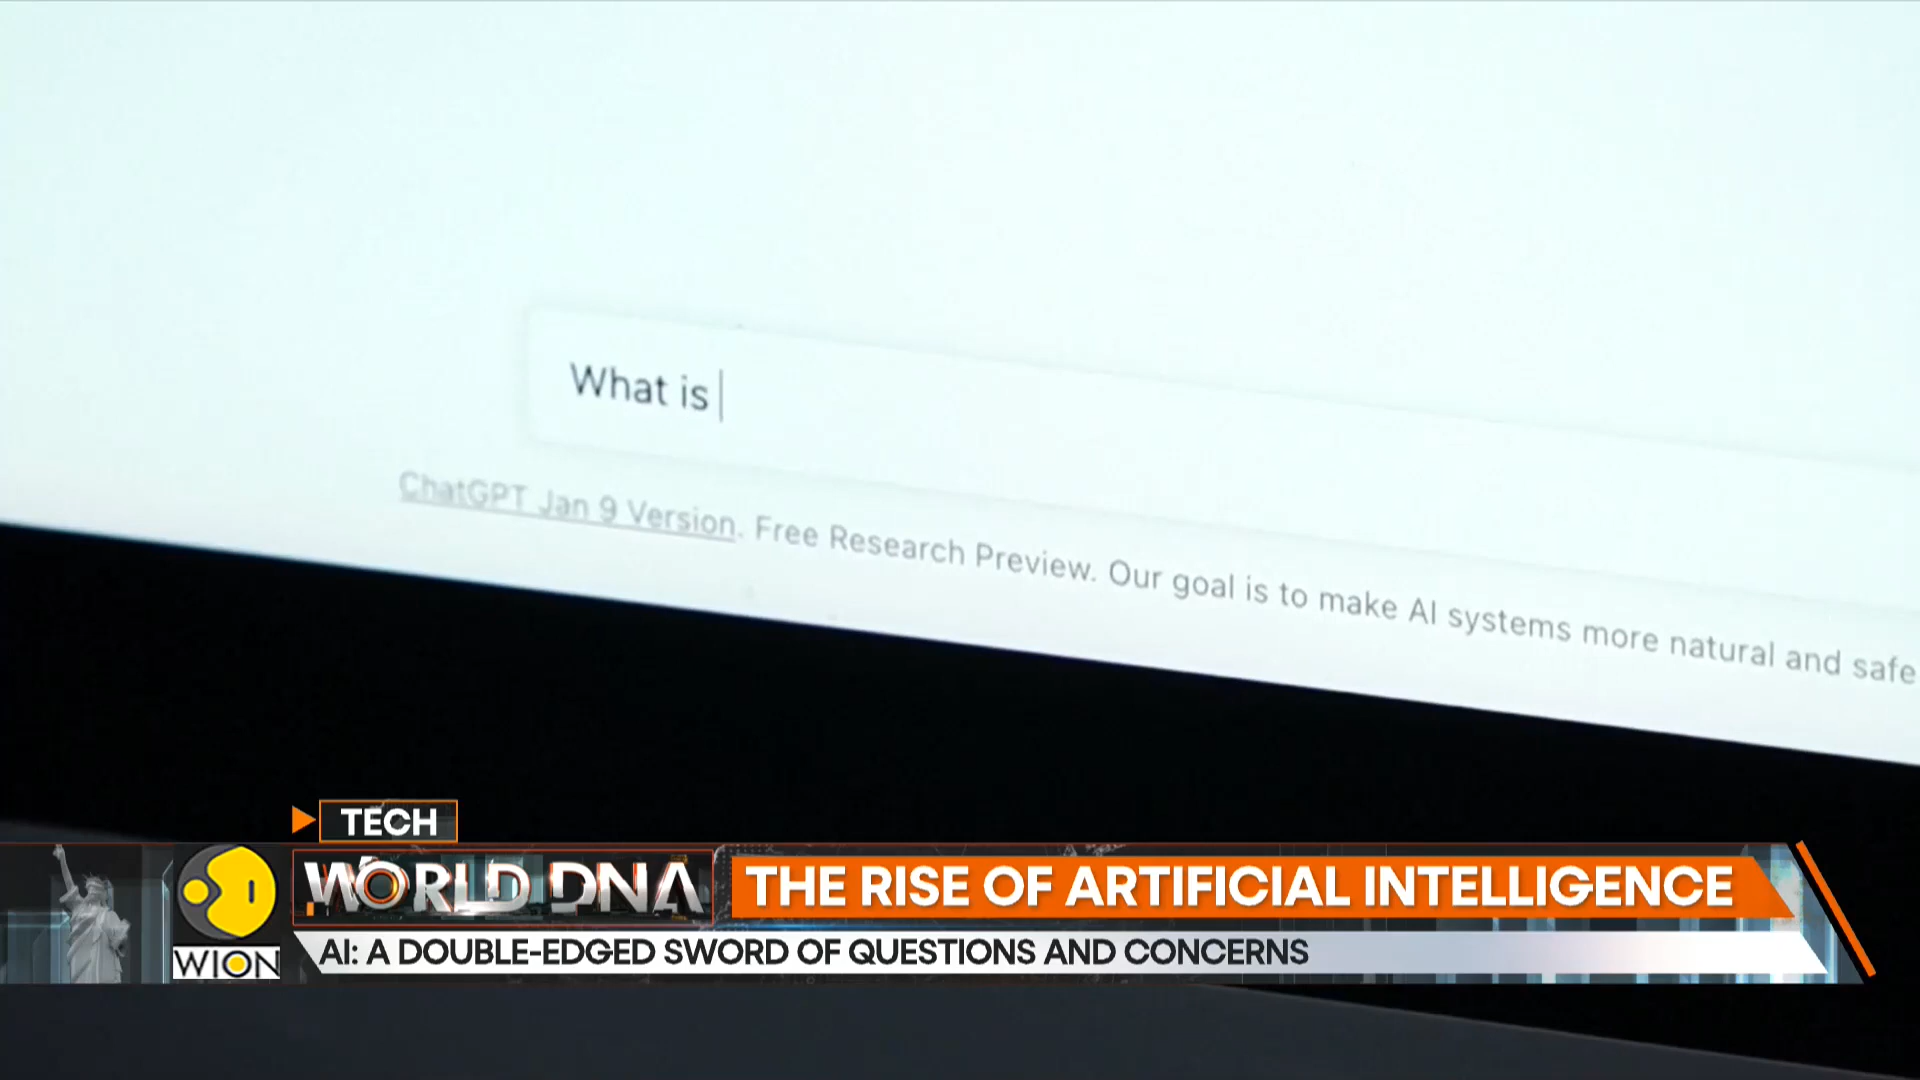 What is
ChatGPT Jan 9 Version. Free Research Preview. Our goal is to make AI systems more natural and safe
TECH
WORLD DNA
THE RISE OF ARTIFICIAL INTELLIGENCE
WION
AI: A DOUBLE-EDGED SWORD OF QUESTIONS AND CONCERNS